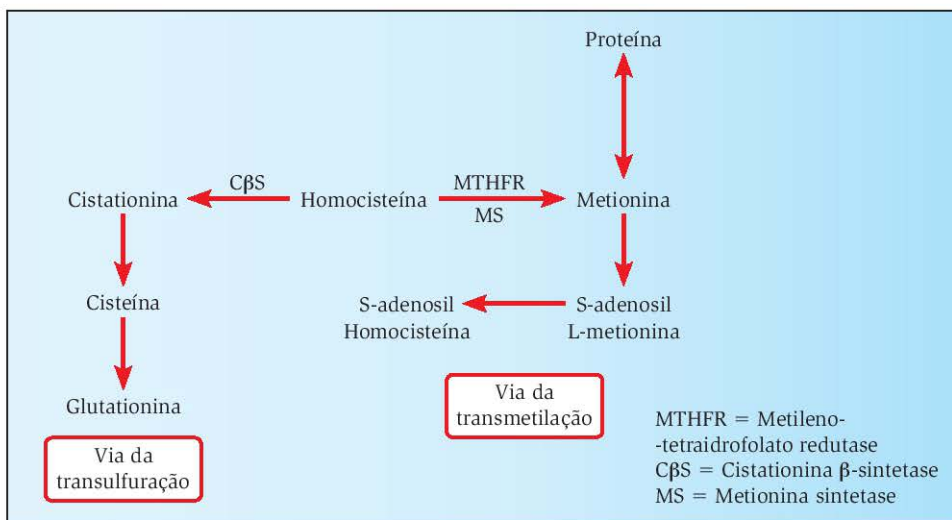 Proteína
CβS
MTHFR
Cistationina
Homocisteína
Metionina
MS
Cisteína
S-adenosil
Homocisteína
S-adenosil
L-metionina
Glutationina
Via da
transmetilação
Via da
transulfuração
MTHFR = Metileno-
-tetraidrofolato redutase
CβS = Cistationina β-sintetase
MS = Metionina sintetase